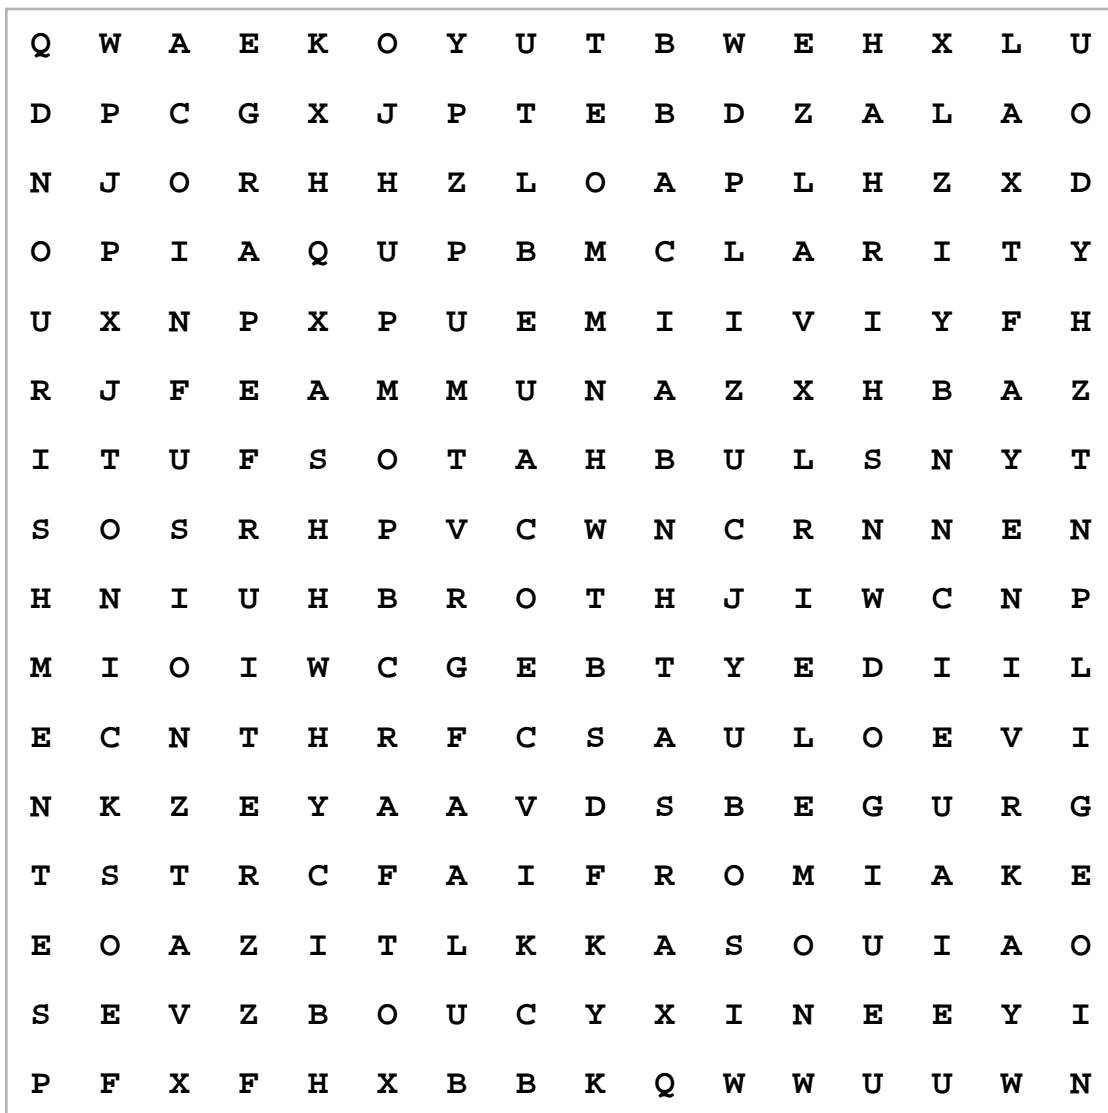 Q W A E K O Y U T B W E H X L U
D P C G X J P T E B D Z A L A O
N J O R H H Z L O A P L H Z X D
O P I A Q U P B M C L A R I T Y
U X N P X P U E M I I V I Y F H
R J F E A M M U N A Z X H B A Z
I T U F S O T A H B U L S N Y T
S O S R H P V C W N C R N N E N
H N I U H B R O T H J I W C N P
M I O I W C G E B T Y E D I I L
E C N T H R F C S A U L O E V I
N K Z E Y A A V D S B E G U R G
T S T R C F A I F R O M I A K E
E O A Z I T L K K A S O U I A O
S E V Z B O U C Y X I N E E Y I
P F X F H X B B K Q W W U U W N